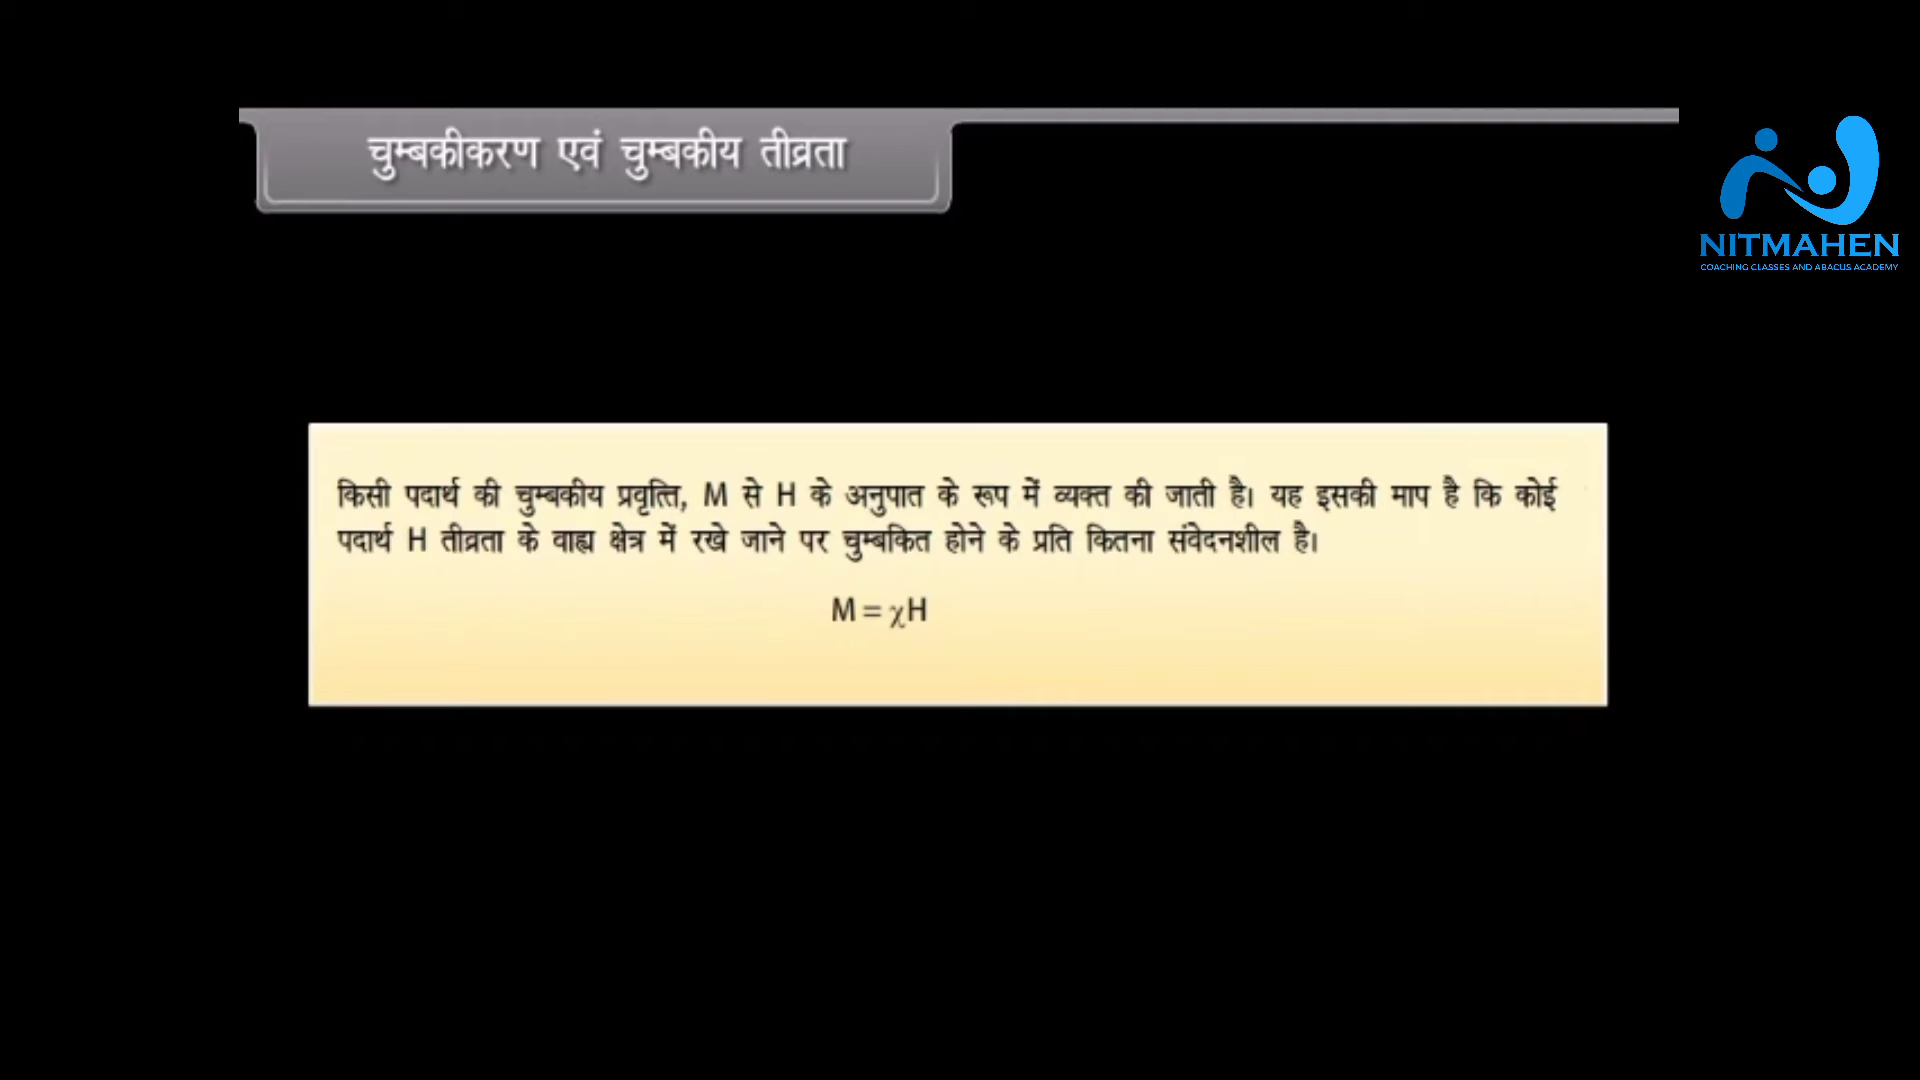 चुम्बकीकरण एवं चुम्बकीय तीव्रता
NITMAHEN
COACHING CLASSES AND ABACUS ACADEMY
किसी पदार्थ की चुम्बकीय प्रवृत्ति, M से H के अनुपात के रूप में व्यक्त की जाती है। यह इसकी माप है कि कोई
पदार्थ H तीव्रता के वाह्य क्षेत्र में रखे जाने पर चुम्बकित होने के प्रति कितना संवेदनशील है।
M = χH